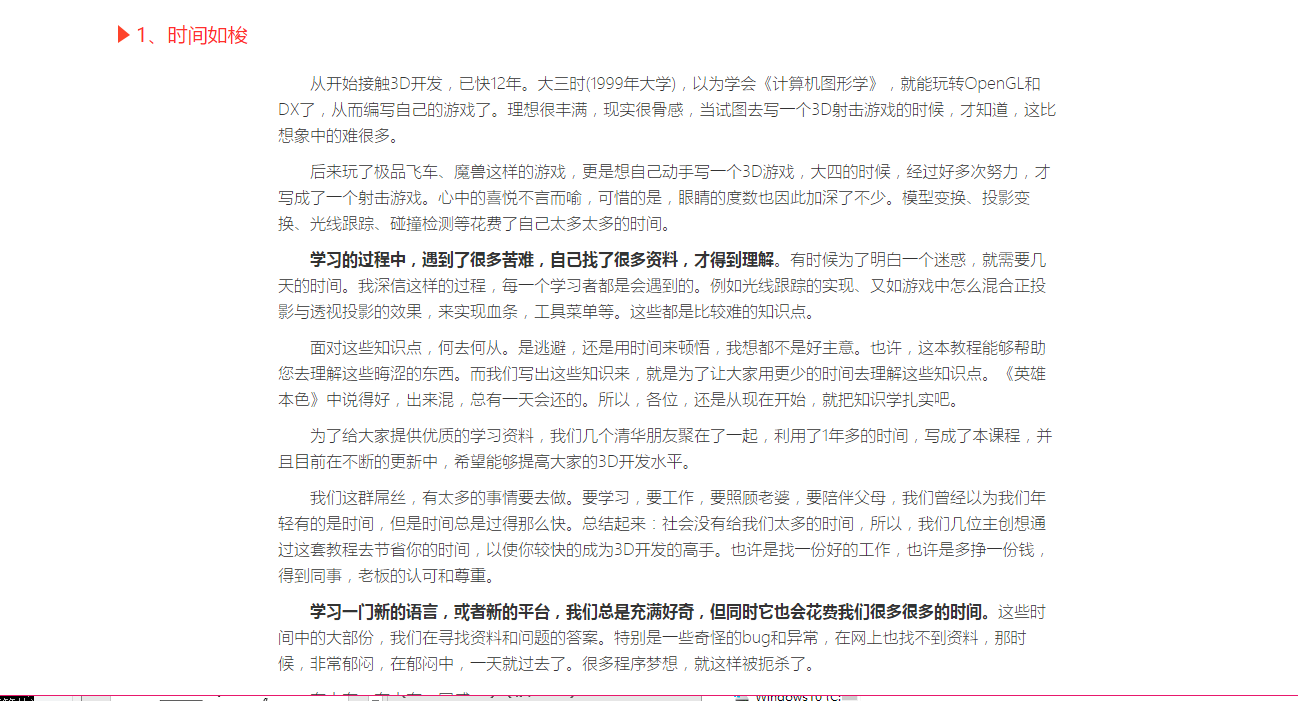 1、时间如梭
从开始接触3D开发，已快12年。大三时(1999年大学)，以为学会《计算机图形学》，就能玩转OpenGL和
DX了，从而编写自己的游戏了。理想很丰满，现实很骨感，当试图去写一个3D射击游戏的时候，才知道，这比
想象中的难很多。
后来玩了极品飞车、魔兽这样的游戏，更是想自己动手写一个3D游戏，大四的时候，经过好多次努力，才
写成了一个射击游戏。心中的喜悦不言而喻，可惜的是，眼睛的度数也因此加深了不少。模型变换、投影变
换、光线跟踪、碰撞检测等花费了自己太多太多的时间。
学习的过程中，遇到了很多苦难，自己找了很多资料，才得到理解。有时候为了明白一个迷惑，就需要几
天的时间。我深信这样的过程，每一个学习者都是会遇到的。例如光线跟踪的实现、又如游戏中怎么混合正投
影与透视投影的效果，来实现血条，工具菜单等。这些都是比较难的知识点。
面对这些知识点，何去何从。是逃避，还是用时间来顿悟，我想都不是好主意。也许，这本教程能够帮助
您去理解这些晦涩的东西。而我们写出这些知识来，就是为了让大家用更少的时间去理解这些知识点。《英雄
本色》中说得好，出来混，总有一天会还的。所以，各位，还是从现在开始，就把知识学扎实吧。
为了给大家提供优质的学习资料，我们几个清华朋友聚在了一起，利用了1年多的时间，写成了本课程，并
且目前在不断的更新中，希望能够提高大家的3D开发水平。
我们这群屌丝，有太多的事情要去做。要学习，要工作，要照顾老婆，要陪伴父母，我们曾经以为我们年
轻有的是时间，但是时间总是过得那么快。总结起来：社会没有给我们太多的时间，所以，我们几位主创想通
过这套教程去节省你的时间，以使你较快的成为3D开发的高手。也许是找一份好的工作，也许是多挣一份钱，
得到同事，老板的认可和尊重。
学习一门新的语言，或者新的平台，我们总是充满好奇，但同时它也会花费我们很多很多的时间。这些时
间中的大部份，我们在寻找资料和问题的答案。特别是一些奇怪的bug和异常，在网上也找不到资料，那时
候，非常郁闷，在郁闷中，一天就过去了。很多程序梦想，就这样被扼杀了。
Windows10 (C: